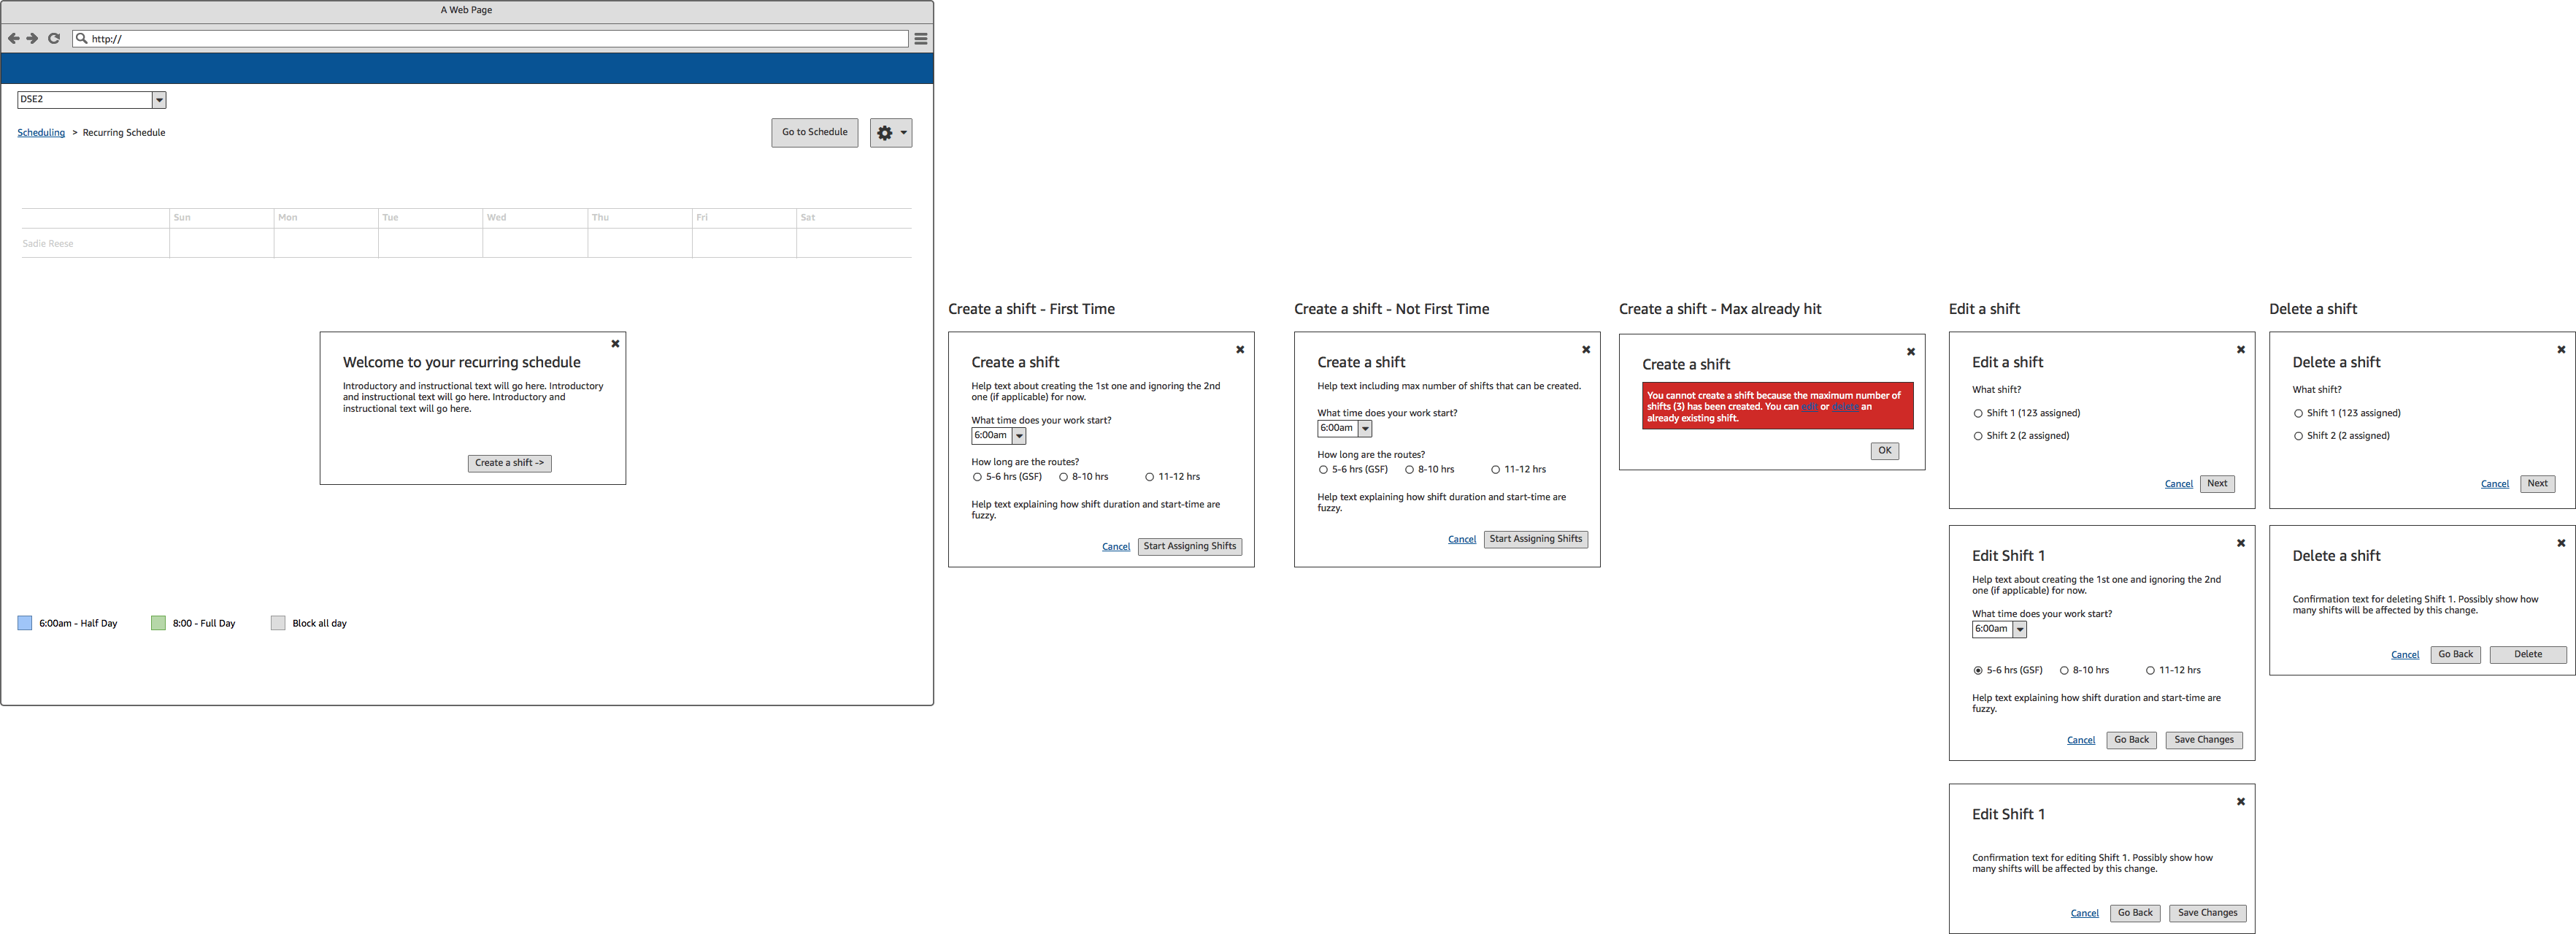 A Web Page
http://
DSE2
Scheduling > Recurring Schedule
Go to Schedule
Sun Mon Tue Wed Thu Fri Sat
Sadie Reese
Welcome to your recurring schedule
Introductory and instructional text will go here. Introductory
and instructional text will go here. Introductory and
instructional text will go here.
Create a shift ->
6:00am - Half Day
8:00 - Full Day
Block all day
Create a shift - First Time
Create a shift
Help text about creating the 1st one and ignoring the 2nd
one (if applicable) for now.
What time does your work start?
6:00am
How long are the routes?
5-6 hrs (GSF) 8-10 hrs 11-12 hrs
Help text explaining how shift duration and start-time are
fuzzy.
Cancel Start Assigning Shifts
Create a shift - Not First Time
Create a shift
Help text including max number of shifts that can be created.
What time does your work start?
6:00am
How long are the routes?
5-6 hrs (GSF) 8-10 hrs 11-12 hrs
Help text explaining how shift duration and start-time are
fuzzy.
Cancel Start Assigning Shifts
Create a shift - Max already hit
Create a shift
You cannot create a shift because the maximum number of
shifts (3) has been created. You can edit or delete an
already existing shift.
OK
Edit a shift
Edit a shift
What shift?
Shift 1 (123 assigned)
Shift 2 (2 assigned)
Cancel Next
Edit Shift 1
Help text about creating the 1st one and ignoring the 2nd
one (if applicable) for now.
What time does your work start?
6:00am
5-6 hrs (GSF) 8-10 hrs 11-12 hrs
Help text explaining how shift duration and start-time are
fuzzy.
Cancel Go Back Save Changes
Edit Shift 1
Confirmation text for editing Shift 1. Possibly show how
many shifts will be affected by this change.
Cancel Go Back Save Changes
Delete a shift
Delete a shift
What shift?
Shift 1 (123 assigned)
Shift 2 (2 assigned)
Cancel Next
Delete a shift
Confirmation text for deleting Shift 1. Possibly show how
many shifts will be affected by this change.
Cancel Go Back Delete